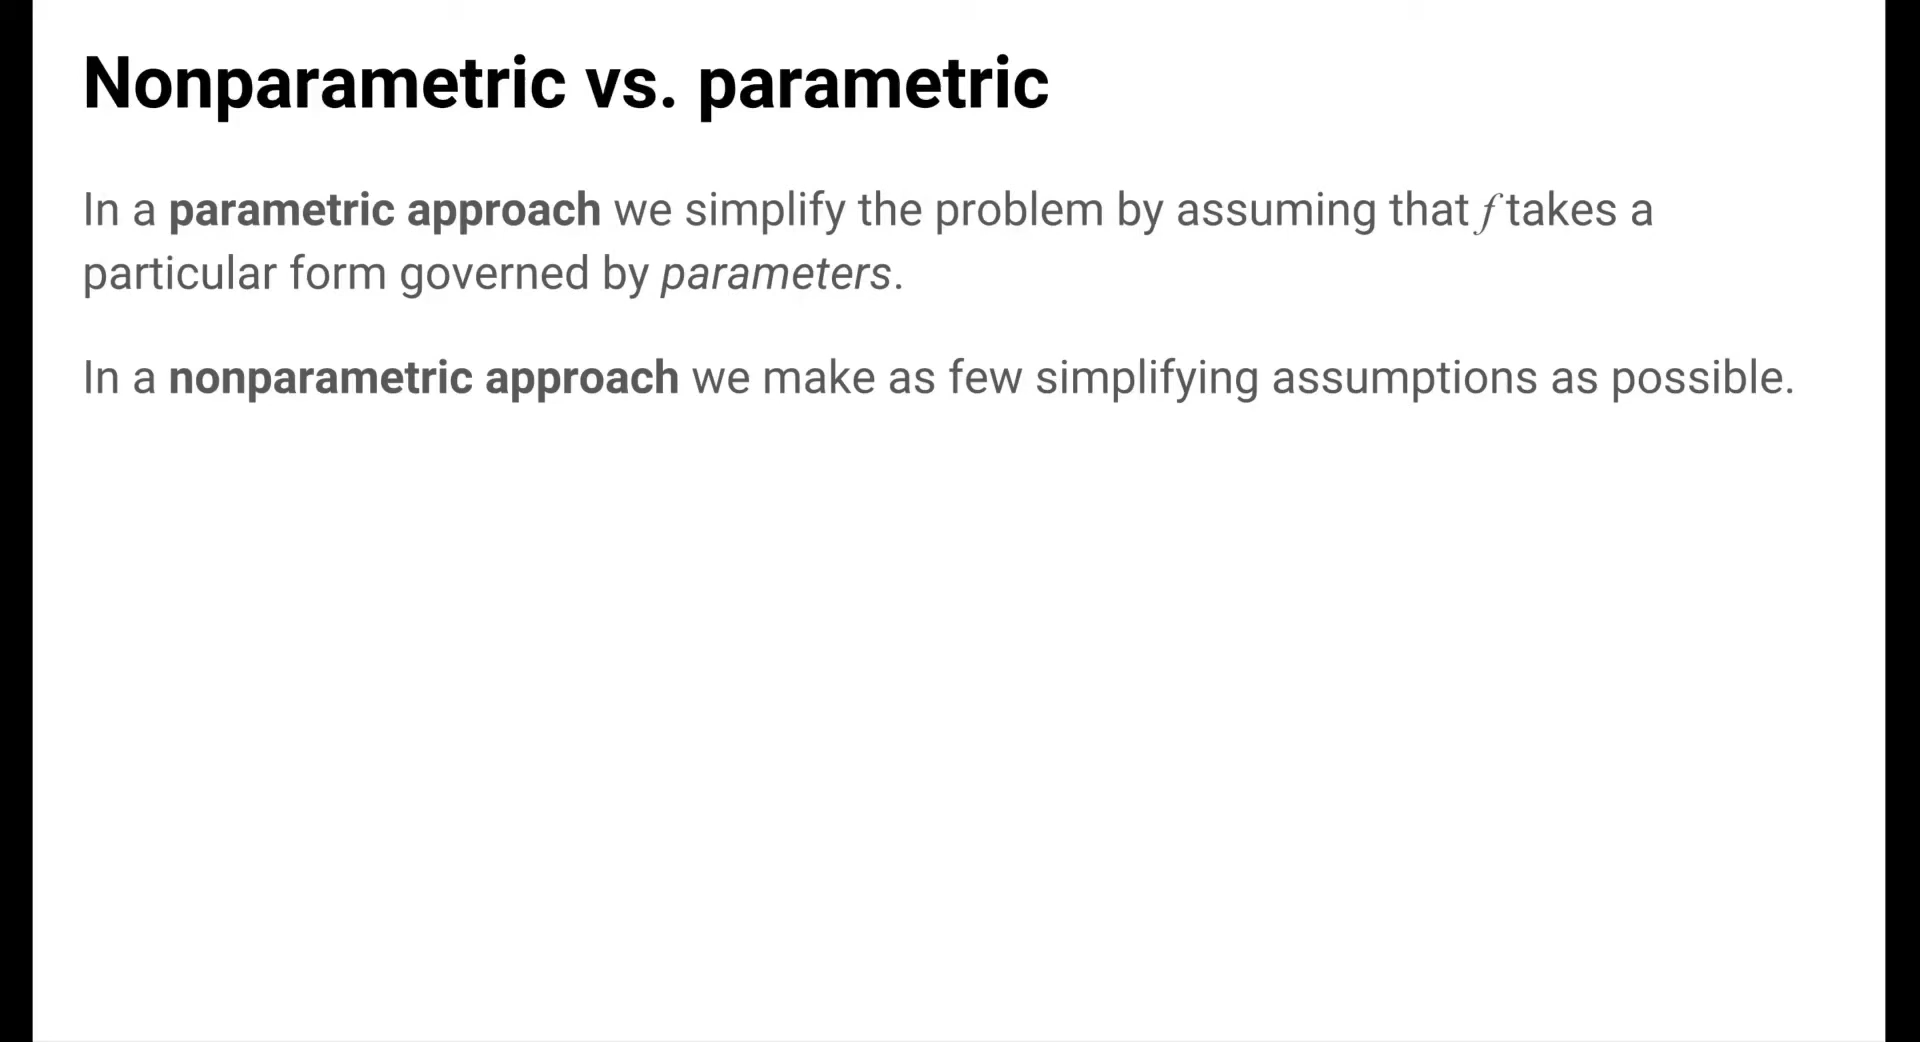 Nonparametric vs. parametric
In a parametric approach we simplify the problem by assuming that f takes a
particular form governed by parameters.
In a nonparametric approach we make as few simplifying assumptions as possible.